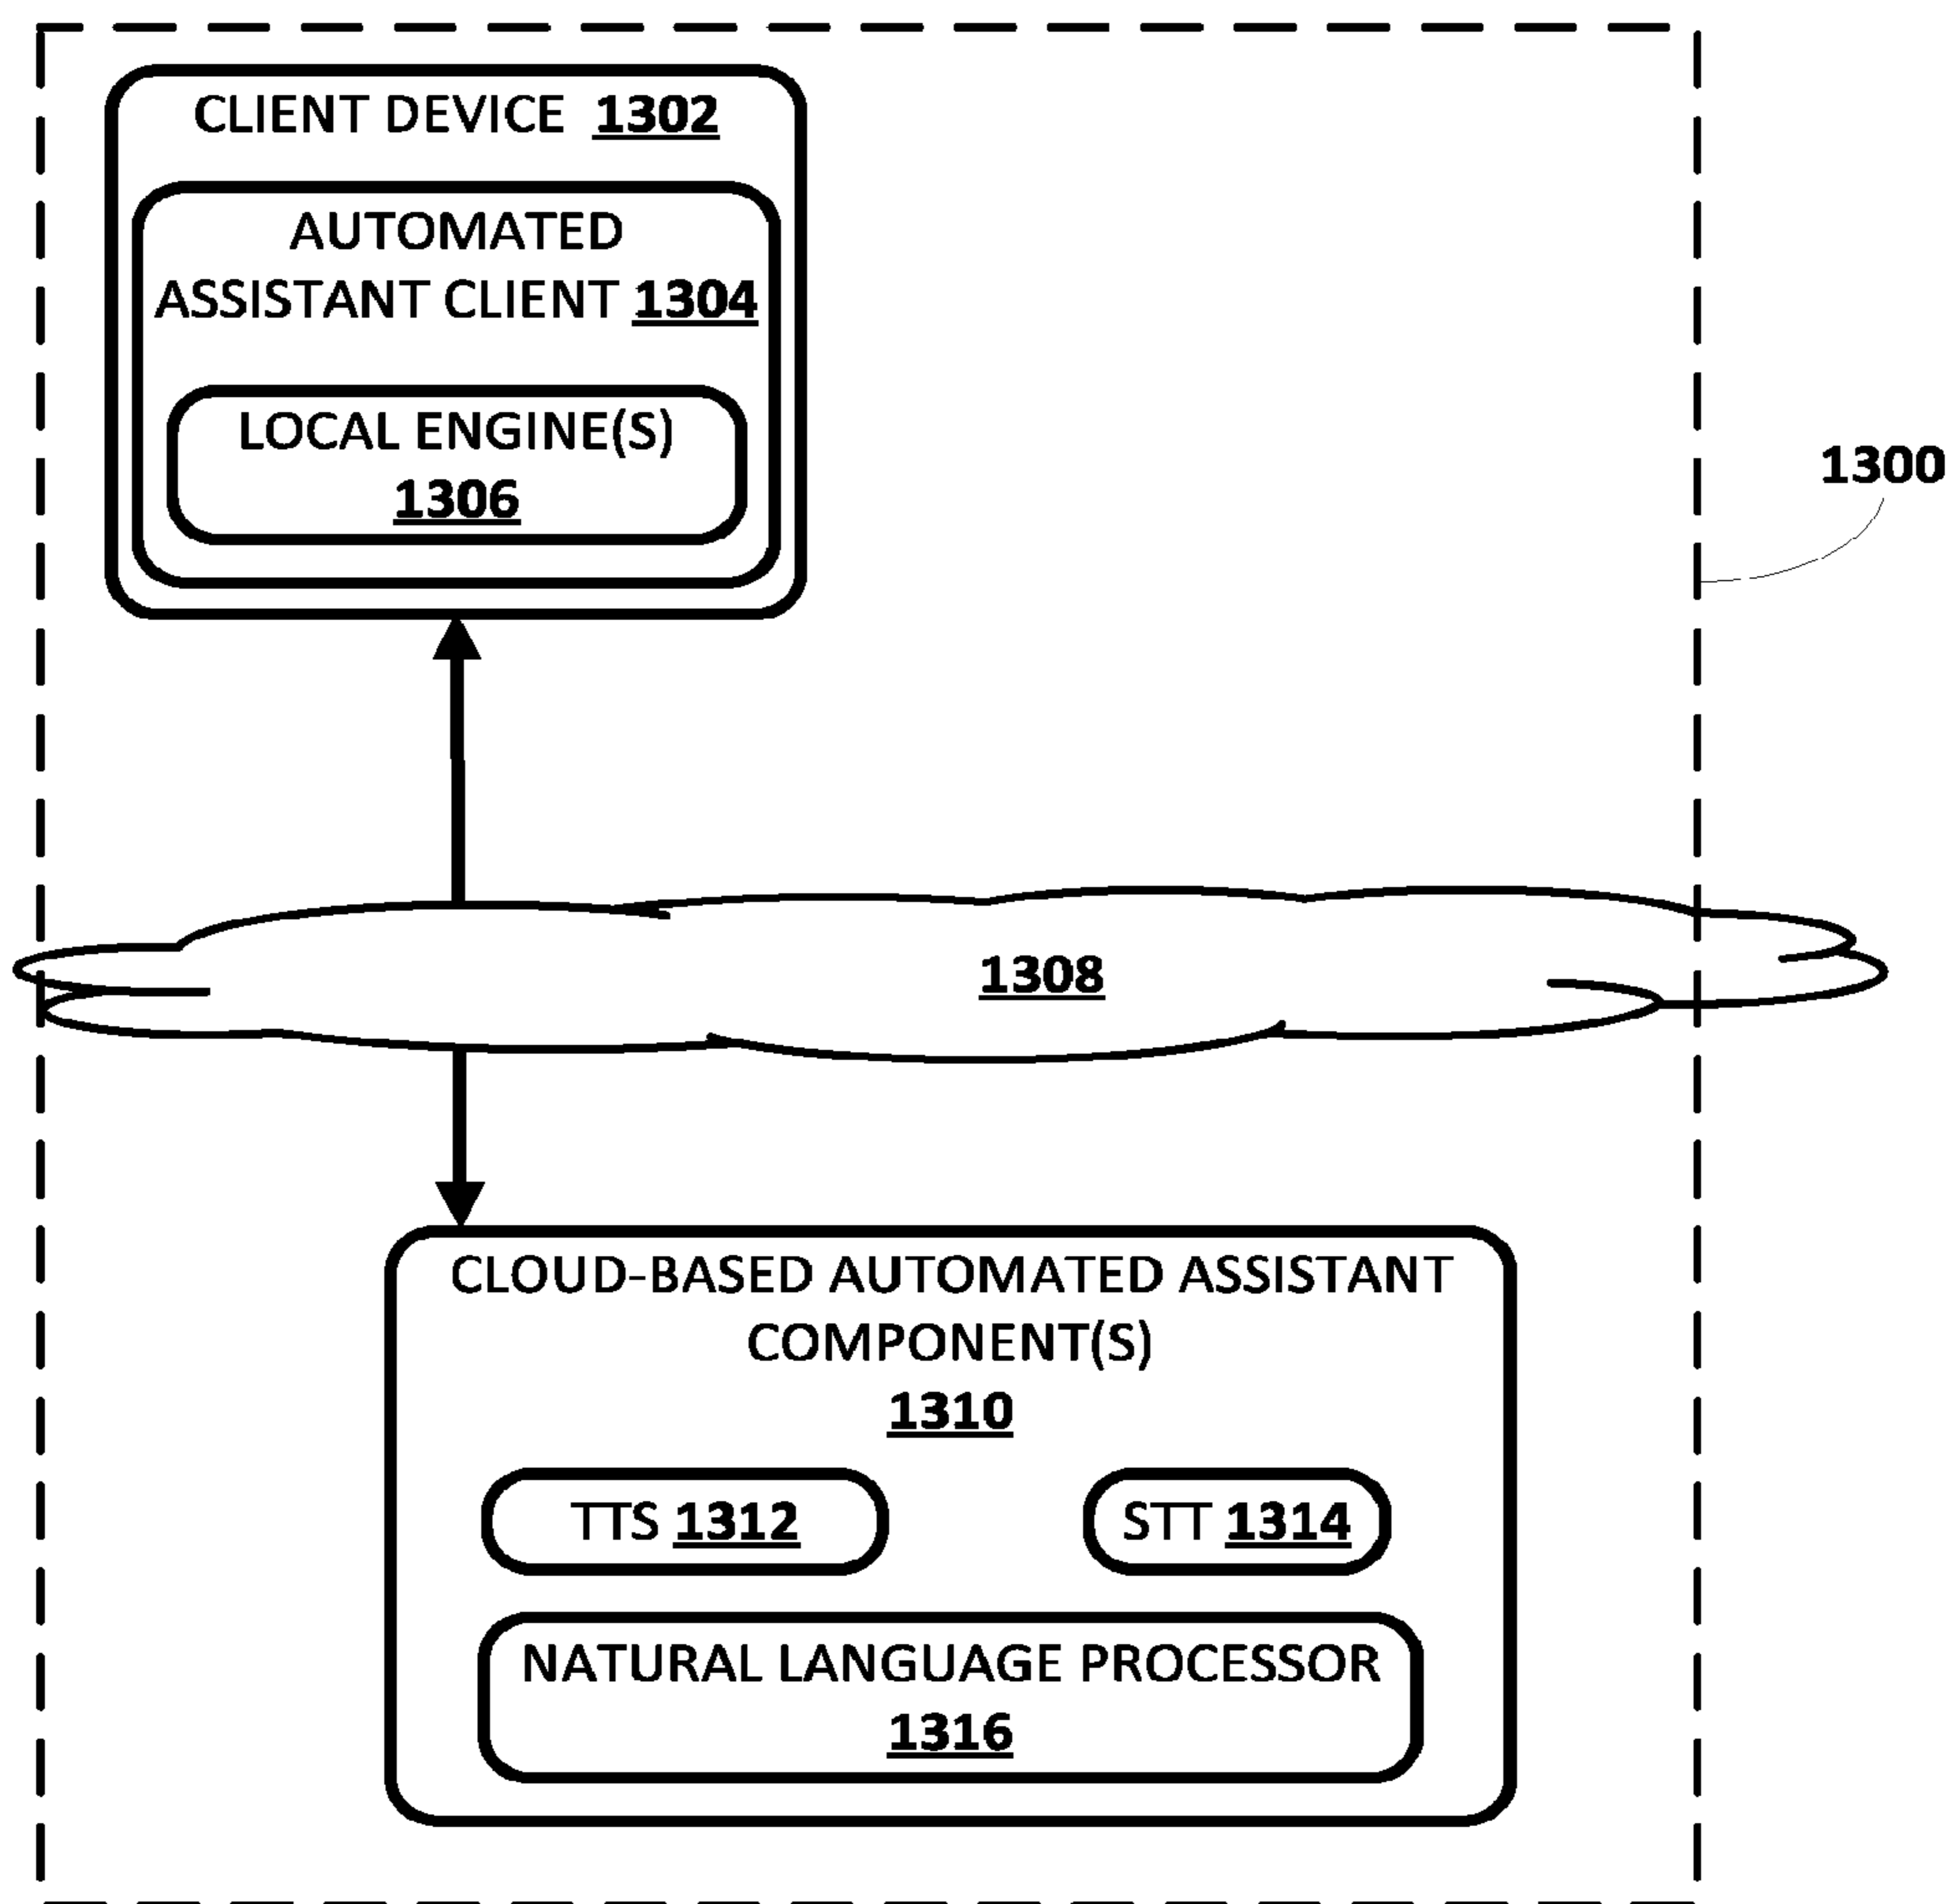 CLIENT DEVICE 1302
AUTOMATED
ASSISTANT CLIENT 1304
LOCAL ENGINE(S)
1306
1300
1308
CLOUD-BASED AUTOMATED ASSISTANT
COMPONENT(S)
1310
TTS 1312
STT 1314
NATURAL LANGUAGE PROCESSOR
1316